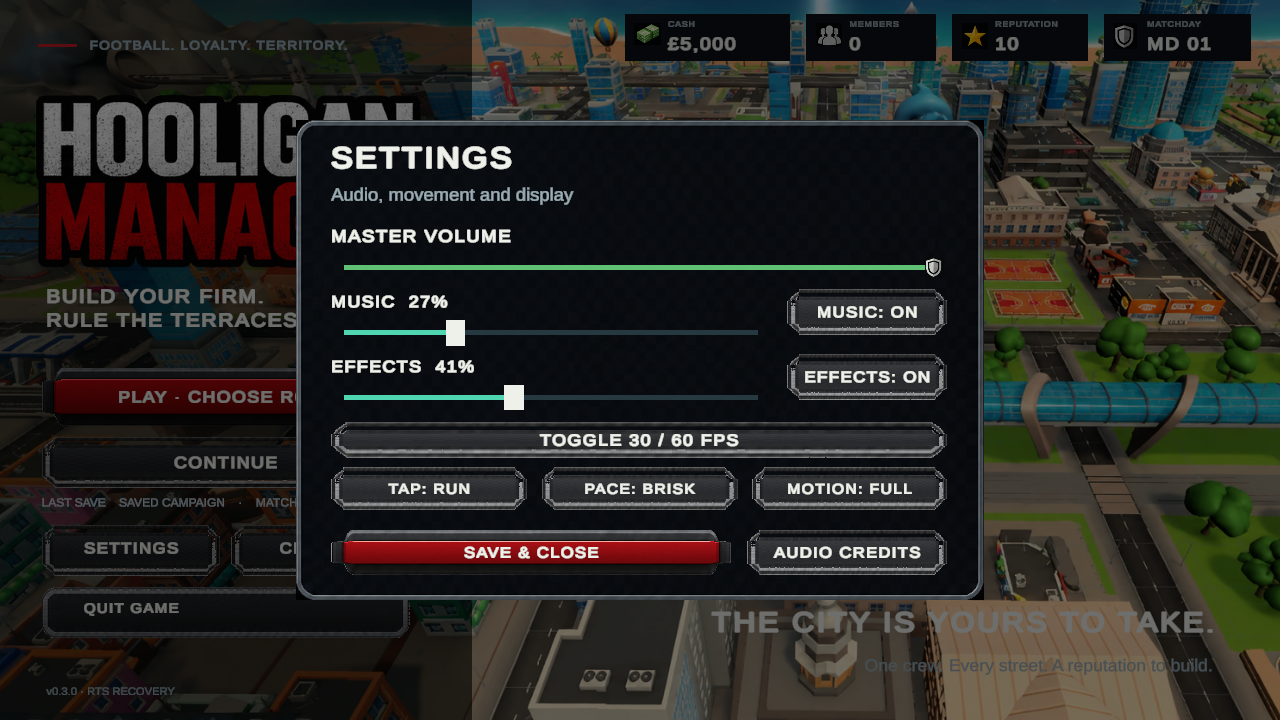 FOOTBALL. LOYALTY. TERRITORY.
CASH
£5,000
MEMBERS
0
REPUTATION
10
MATCHDAY
MD 01
HOOLIGAN
BUILD YOUR FIRM.
RULE THE TERRACES
PLAY - CHOOSE
CONTINUE
LAST SAVE SAVED CAMPAIGN · MATCH
SETTINGS
QUIT GAME
v0.3.0 · RTS RECOVERY
SETTINGS
Audio, movement and display
MASTER VOLUME
MUSIC 27%
MUSIC: ON
EFFECTS 41%
EFFECTS: ON
TOGGLE 30 / 60 FPS
TAP: RUN
PACE: BRISK
MOTION: FULL
SAVE & CLOSE
AUDIO CREDITS
THE CITY IS YOURS TO TAKE.
One crew. Every street. A reputation to build.